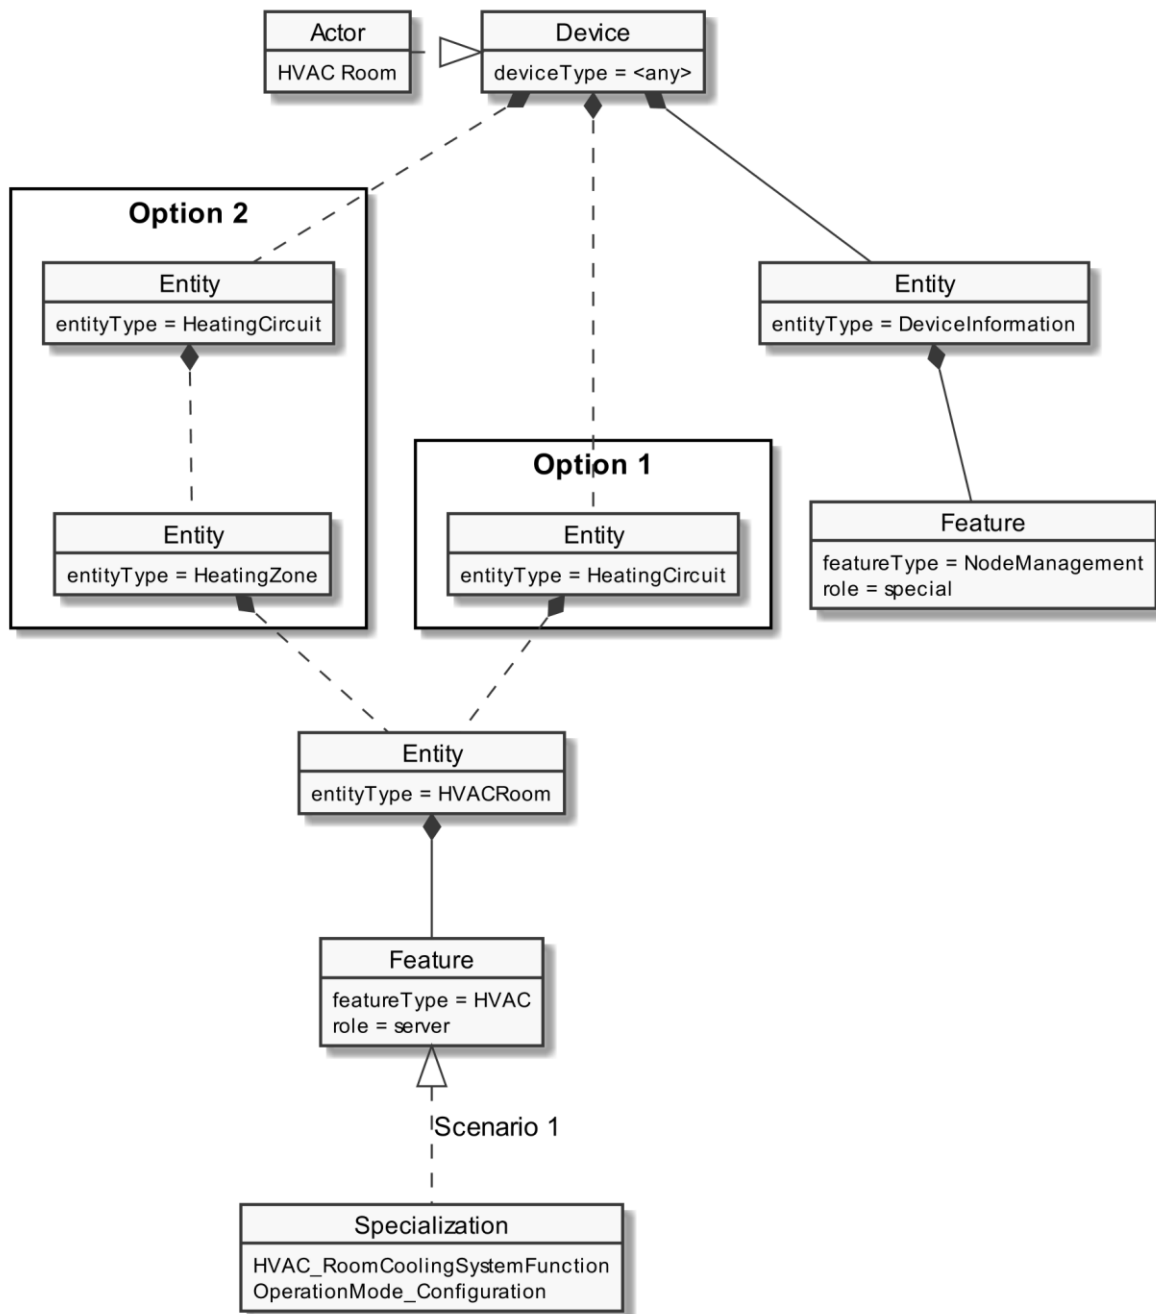 Actor
HVAC Room
Device
deviceType = <any>
Option 2
Entity
entityType = HeatingCircuit
Entity
entityType = DeviceInformation
Option 1
Entity
entityType = HeatingZone
Entity
entityType = HeatingCircuit
Feature
featureType = NodeManagement
role = special
Entity
entityType = HVACRoom
Feature
featureType = HVAC
role = server
Scenario 1
Specialization
HVAC_RoomCoolingSystemFunction
OperationMode_Configuration